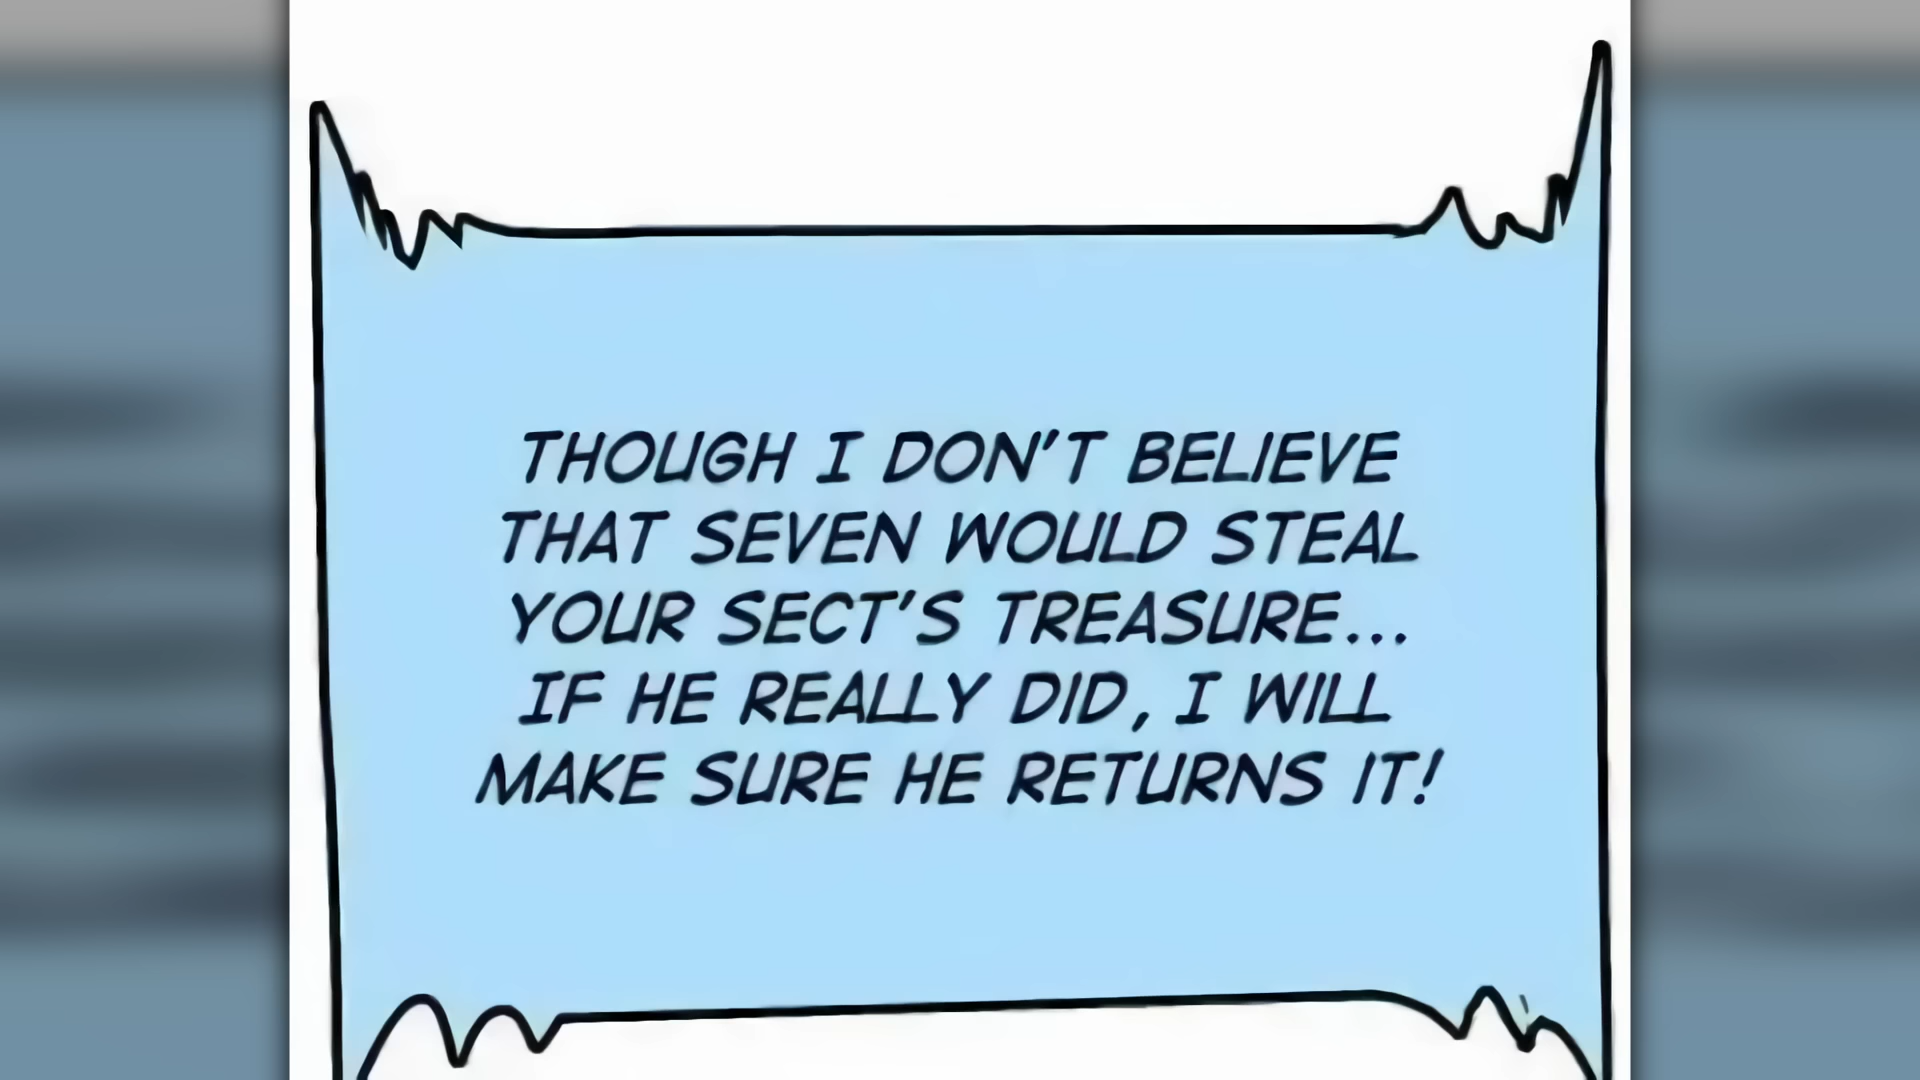 THOUGH I DON'T BELIEVE
THAT SEVEN WOULD STEAL
YOUR SECT'S TREASURE...
IF HE REALLY DID, I WILL
MAKE SURE HE RETURNS IT!